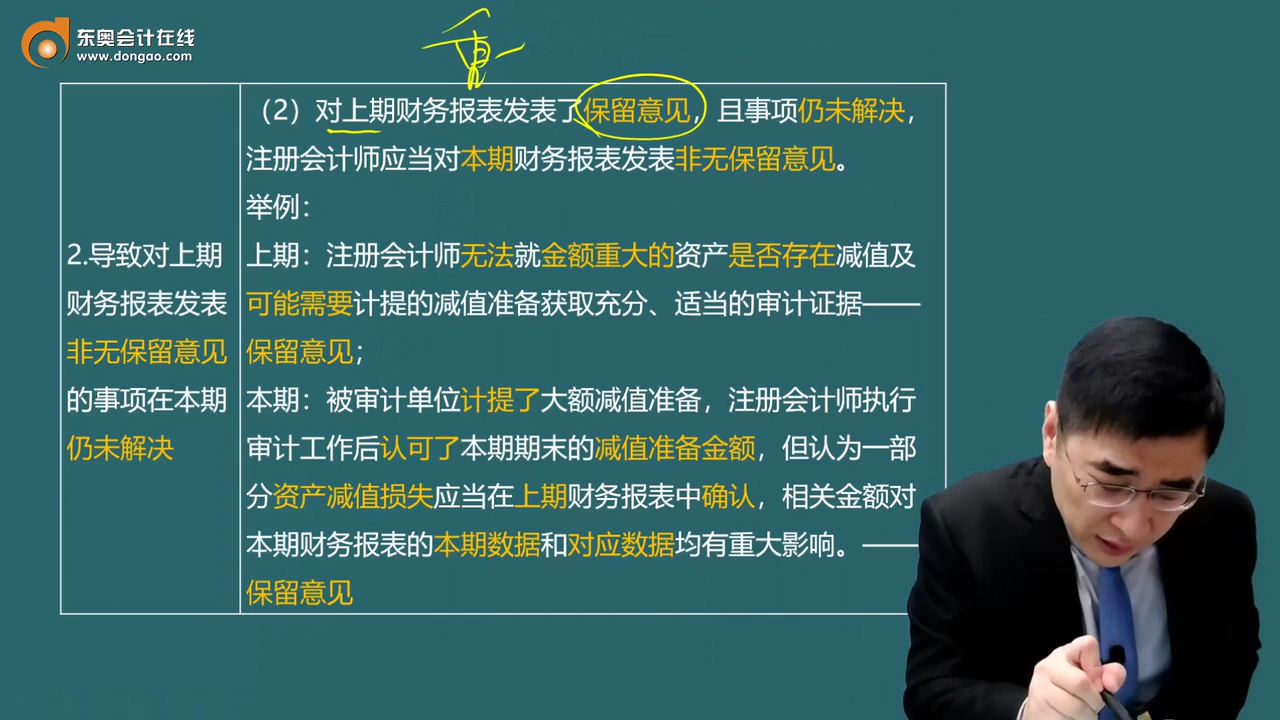 东奥会计在线
www.dongao.com
重
（2）对上期财务报表发表了保留意见，且事项仍未解决，
注册会计师应当对本期财务报表发表非无保留意见。
举例：
2.导致对上期
财务报表发表
非无保留意见
的事项在本期
仍未解决
上期：注册会计师无法就金额重大的资产是否存在减值及
可能需要计提的减值准备获取充分、适当的审计证据——
保留意见；
本期：被审计单位计提了大额减值准备，注册会计师执行
审计工作后认可了本期期末的减值准备金额，但认为一部
分资产减值损失应当在上期财务报表中确认，相关金额对
本期财务报表的本期数据和对应数据均有重大影响。——
保留意见